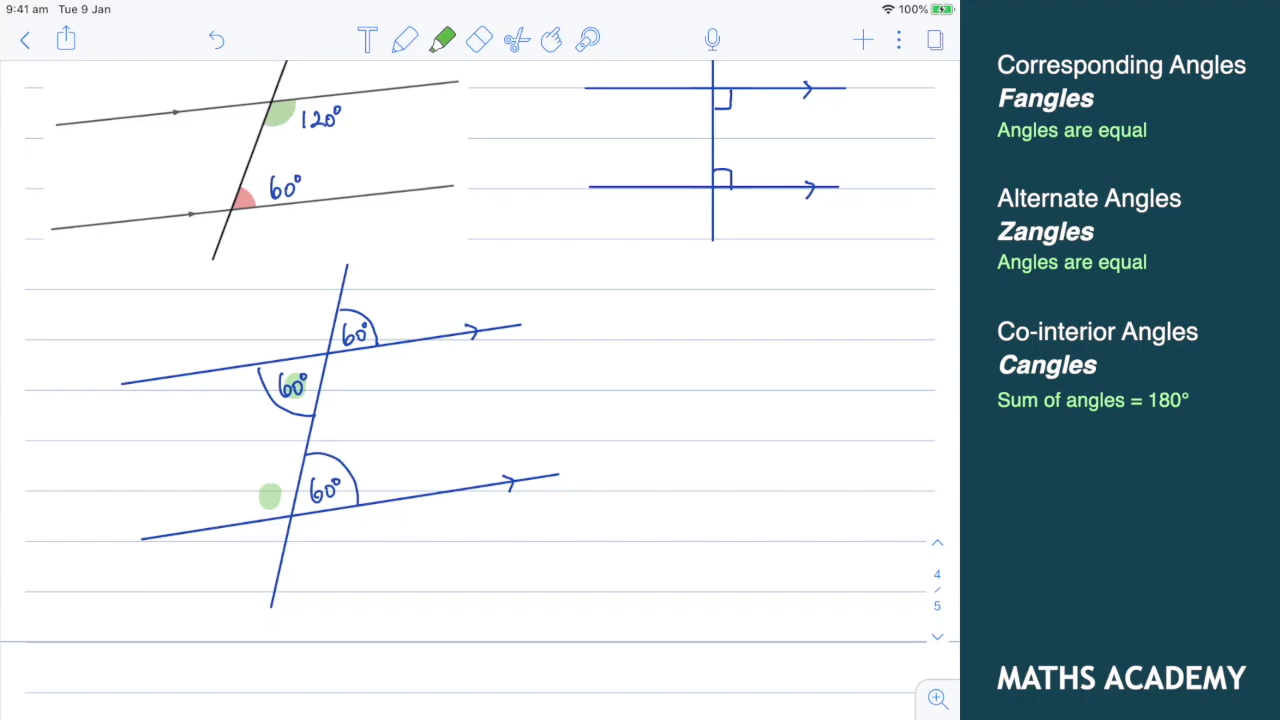 9:41 am Tue 9 Jan
100%
T
120°
60°
60°
60°
60°
4
/
5
Corresponding Angles
Fangles
Angles are equal
Alternate Angles
Zangles
Angles are equal
Co-interior Angles
Cangles
Sum of angles = 180°
MATHS ACADEMY